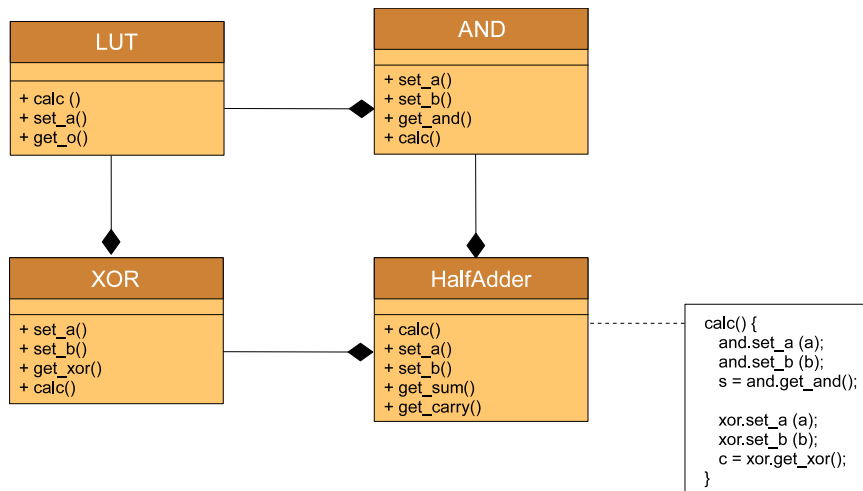 LUT
+ calc ()
+ set_a()
+ get_o()
AND
+ set_a()
+ set_b()
+ get_and()
+ calc()
XOR
+ set_a()
+ set_b()
+ get_xor()
+ calc()
HalfAdder
+ calc()
+ set_a()
+ set_b()
+ get_sum()
+ get_carry()
calc() {
and.set_a (a);
and.set_b (b);
s = and.get_and();
xor.set_a (a);
xor.set_b (b);
c = xor.get_xor();
}